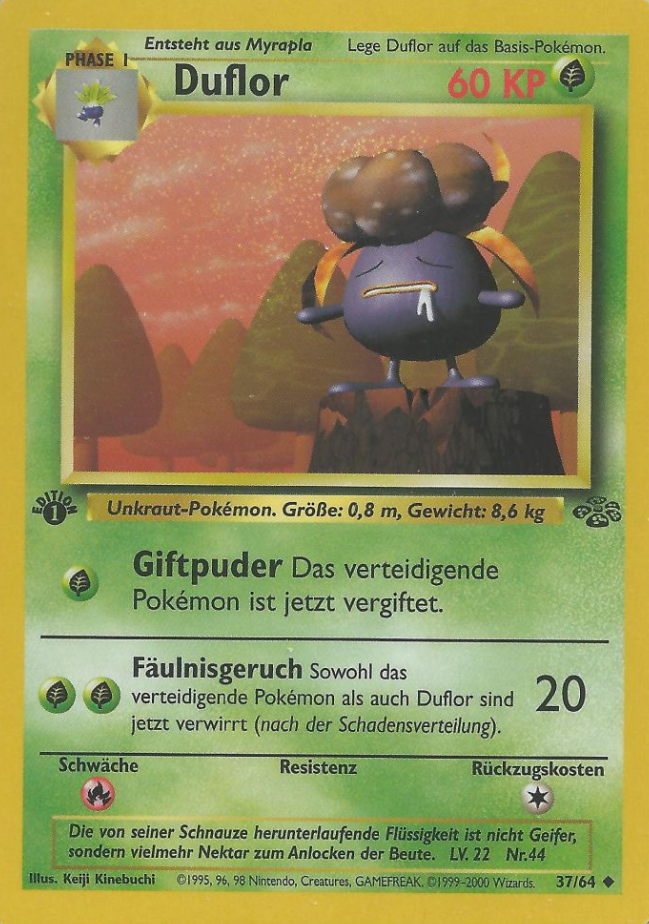 Entsteht aus Myrapla Lege Duflor auf das Basis-Pokémon.
PHASE 1
Duflor 60 KP
EDITION 1
Unkraut-Pokémon. Größe: 0,8 m, Gewicht: 8,6 kg
Giftpuder Das verteidigende
Pokémon ist jetzt vergiftet.
Fäulnisgeruch Sowohl das
verteidigende Pokémon als auch Duflor sind
jetzt verwirrt (nach der Schadensverteilung).
20
Schwäche Resistenz Rückzugskosten
Die von seiner Schnauze herunterlaufende Flüssigkeit ist nicht Geifer,
sondern vielmehr Nektar zum Anlocken der Beute. LV. 22 Nr.44
Illus. Keiji Kinebuchi ©1995, 96, 98 Nintendo, Creatures, GAMEFREAK. ©1999-2000 Wizards. 37/64